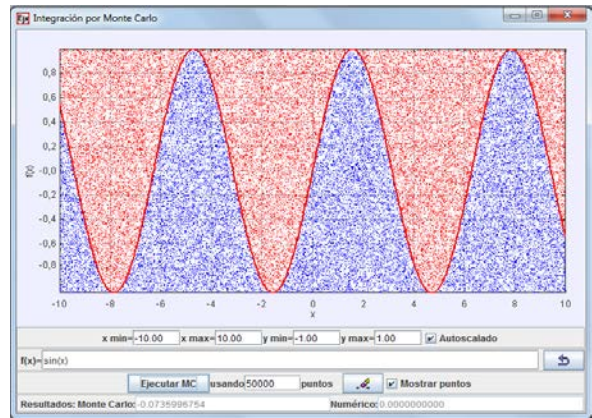 Integración por Monte Carlo
0,8
0,6
0,4
0,2
-0,0
-0,2
-0,4
-0,6
-0,8
f(x)
-10 -8 -6 -4 -2 0 2 4 6 8 10
x
x min=-10.00 x max=10.00 y min=-1.00 y max=1.00 Autoscalado
f(x)=sin(x)
Ejecutar MC usando 50000 puntos Mostrar puntos
Resultados: Monte Carlo:-0.0735996754 Numérico:0.0000000000